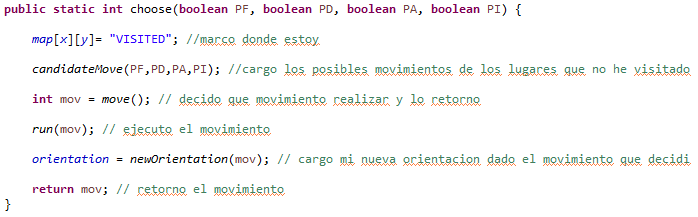 public static int choose(boolean PF, boolean PD, boolean PA, boolean PI) {
map[x][y]= "VISITED"; //marco donde estoy
candidateMove(PF,PD,PA,PI); //cargo los posibles movimientos de los lugares que no he visitado
int mov = move(); // decido que movimiento realizar y lo retorno
run(mov); // ejecuto el movimiento
orientation = newOrientation(mov); // cargo mi nueva orientacion dado el movimiento que decidi
return mov; // retorno el movimiento
}